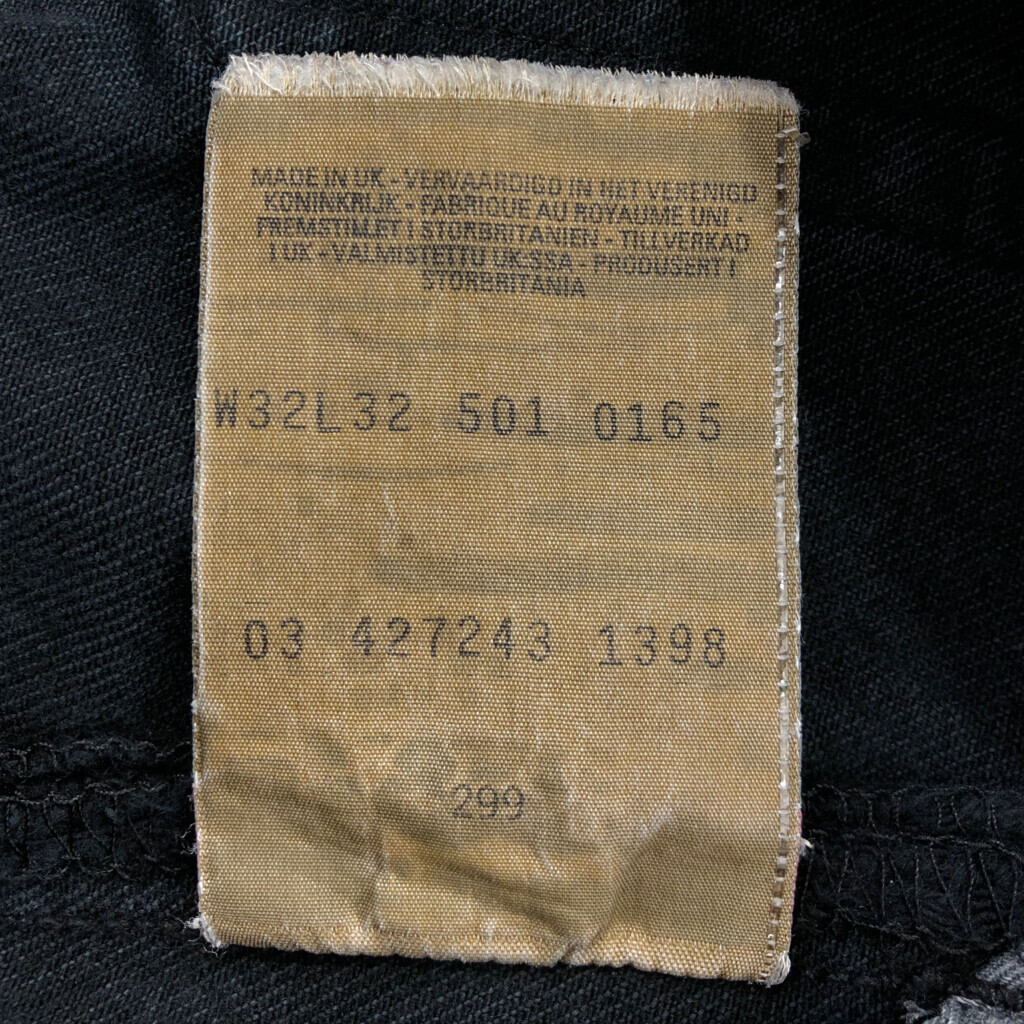 MADE IN UK - VERVAARDIGD IN HET VERENIGD
KONINKRIJK - FABRIQUE AU ROYAUME UNI -
FREMSTILLET I STORBRITANIEN - TILLVERKAD
I UK - VALMISTETTU UK:SSA - PRODUSERT I
STORBRITANIA
W32L32 501 0165
03 427243 1398
299